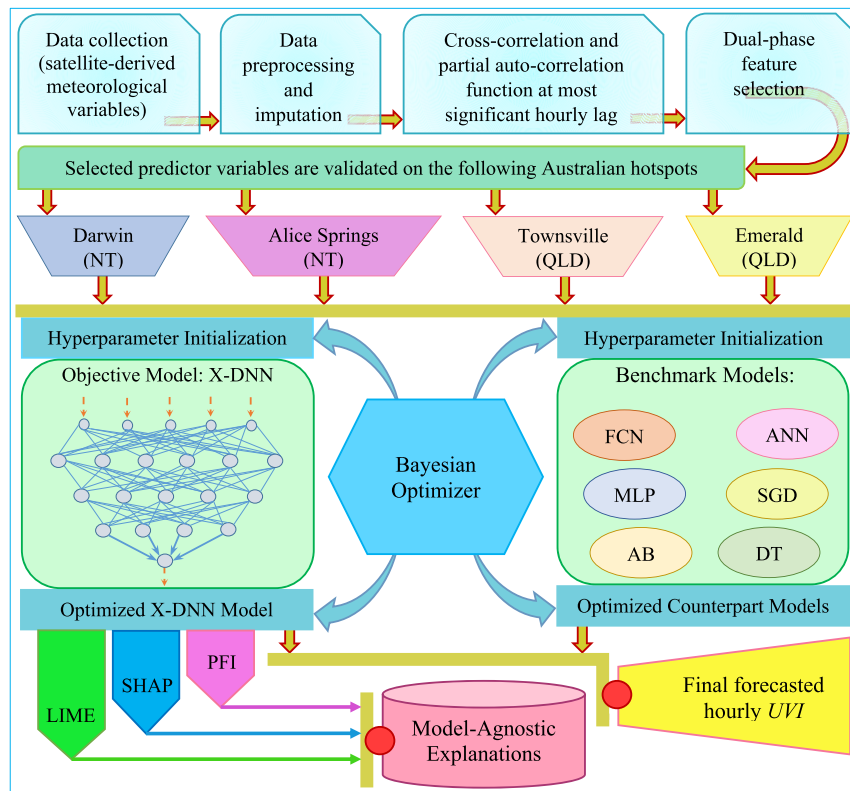 Data collection
(satellite-derived
meteorological
variables)
Data
preprocessing
and
imputation
Cross-correlation and
partial auto-correlation
function at most
significant hourly lag
Dual-phase
feature
selection
Selected predictor variables are validated on the following Australian hotspots
Darwin
(NT)
Alice Springs
(NT)
Townsville
(QLD)
Emerald
(QLD)
Hyperparameter Initialization
Hyperparameter Initialization
Objective Model: X-DNN
Bayesian
Optimizer
Benchmark Models:
FCN
ANN
MLP
SGD
AB
DT
Optimized X-DNN Model
Optimized Counterpart Models
LIME
SHAP
PFI
Model-Agnostic
Explanations
Final forecasted
hourly UVI